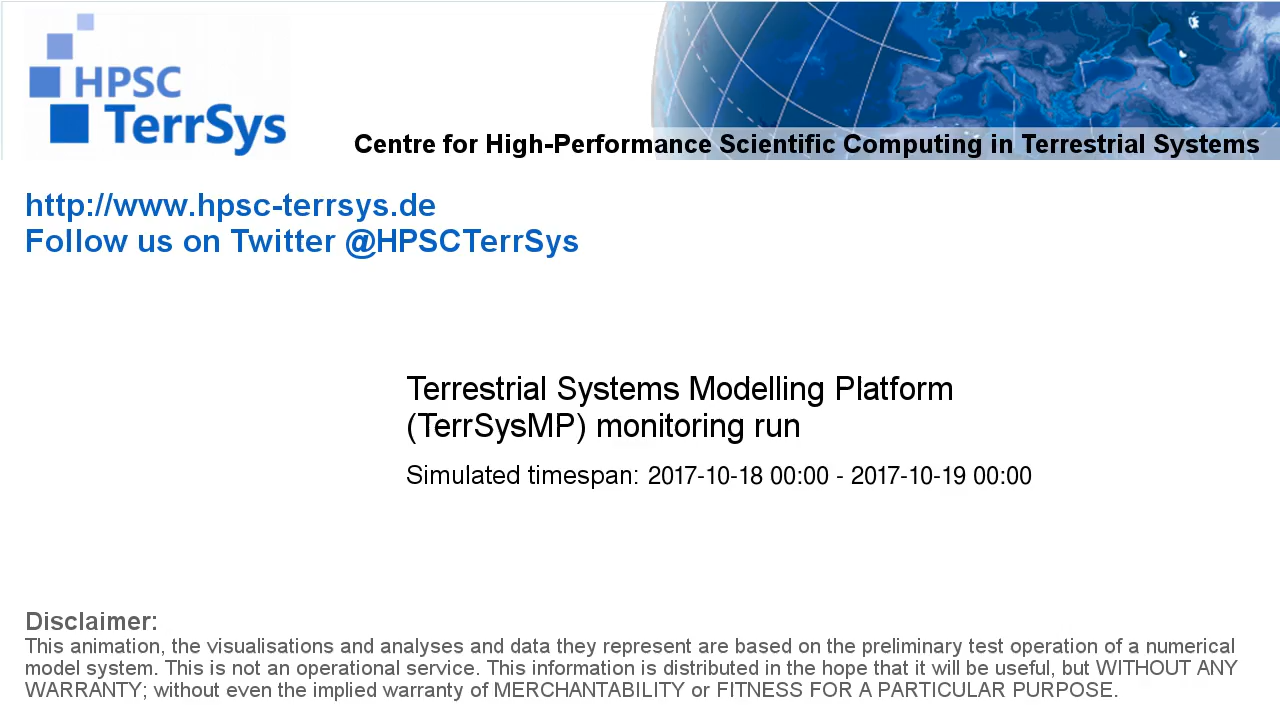 HPSC
TerrSys
Centre for High-Performance Scientific Computing in Terrestrial Systems
http://www.hpsc-terrsys.de
Follow us on Twitter @HPSCTerrSys
Terrestrial Systems Modelling Platform
(TerrSysMP) monitoring run
Simulated timespan: 2017-10-18 00:00 - 2017-10-19 00:00
Disclaimer:
This animation, the visualisations and analyses and data they represent are based on the preliminary test operation of a numerical
model system. This is not an operational service. This information is distributed in the hope that it will be useful, but WITHOUT ANY
WARRANTY; without even the implied warranty of MERCHANTABILITY or FITNESS FOR A PARTICULAR PURPOSE.